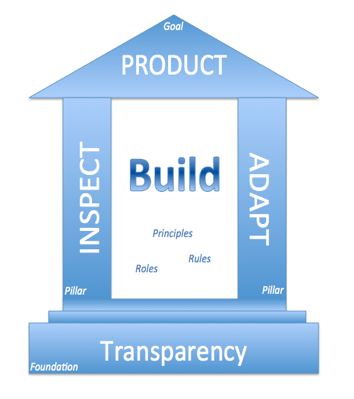 Goal
PRODUCT
INSPECT
Build
ADAPT
Principles
Rules
Roles
Pillar
Pillar
Transparency
Foundation